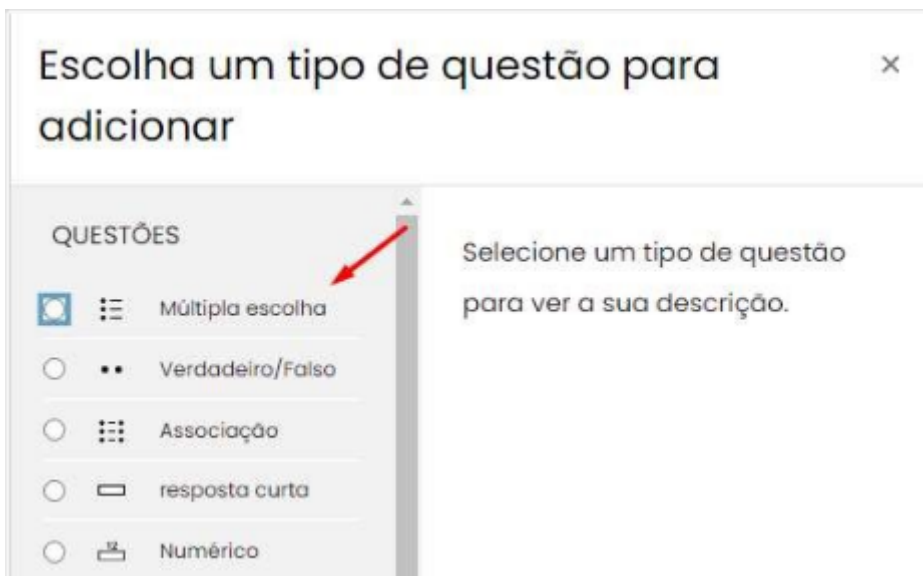 Escolha um tipo de questão para
adicionar
×
QUESTÕES
Múltipla escolha
Verdadeiro/Falso
Associação
resposta curta
Numérico
Selecione um tipo de questão
para ver a sua descrição.